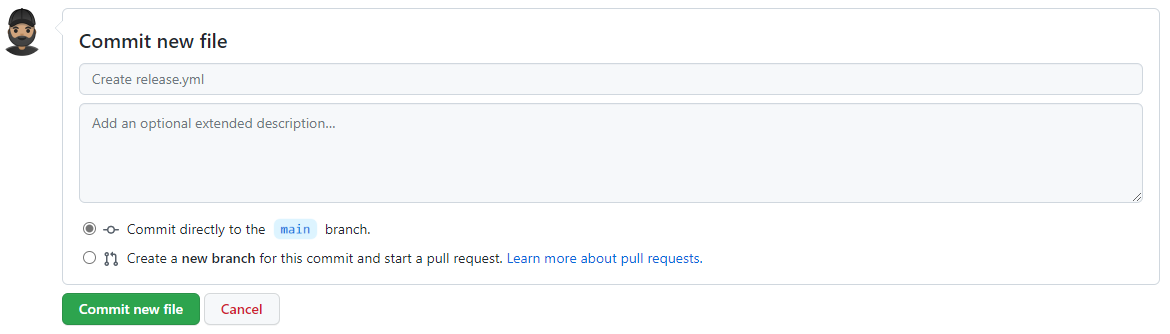 Commit new file
Create release.yml
Add an optional extended description...
Commit directly to the main branch.
Create a new branch for this commit and start a pull request. Learn more about pull requests.
Commit new file Cancel